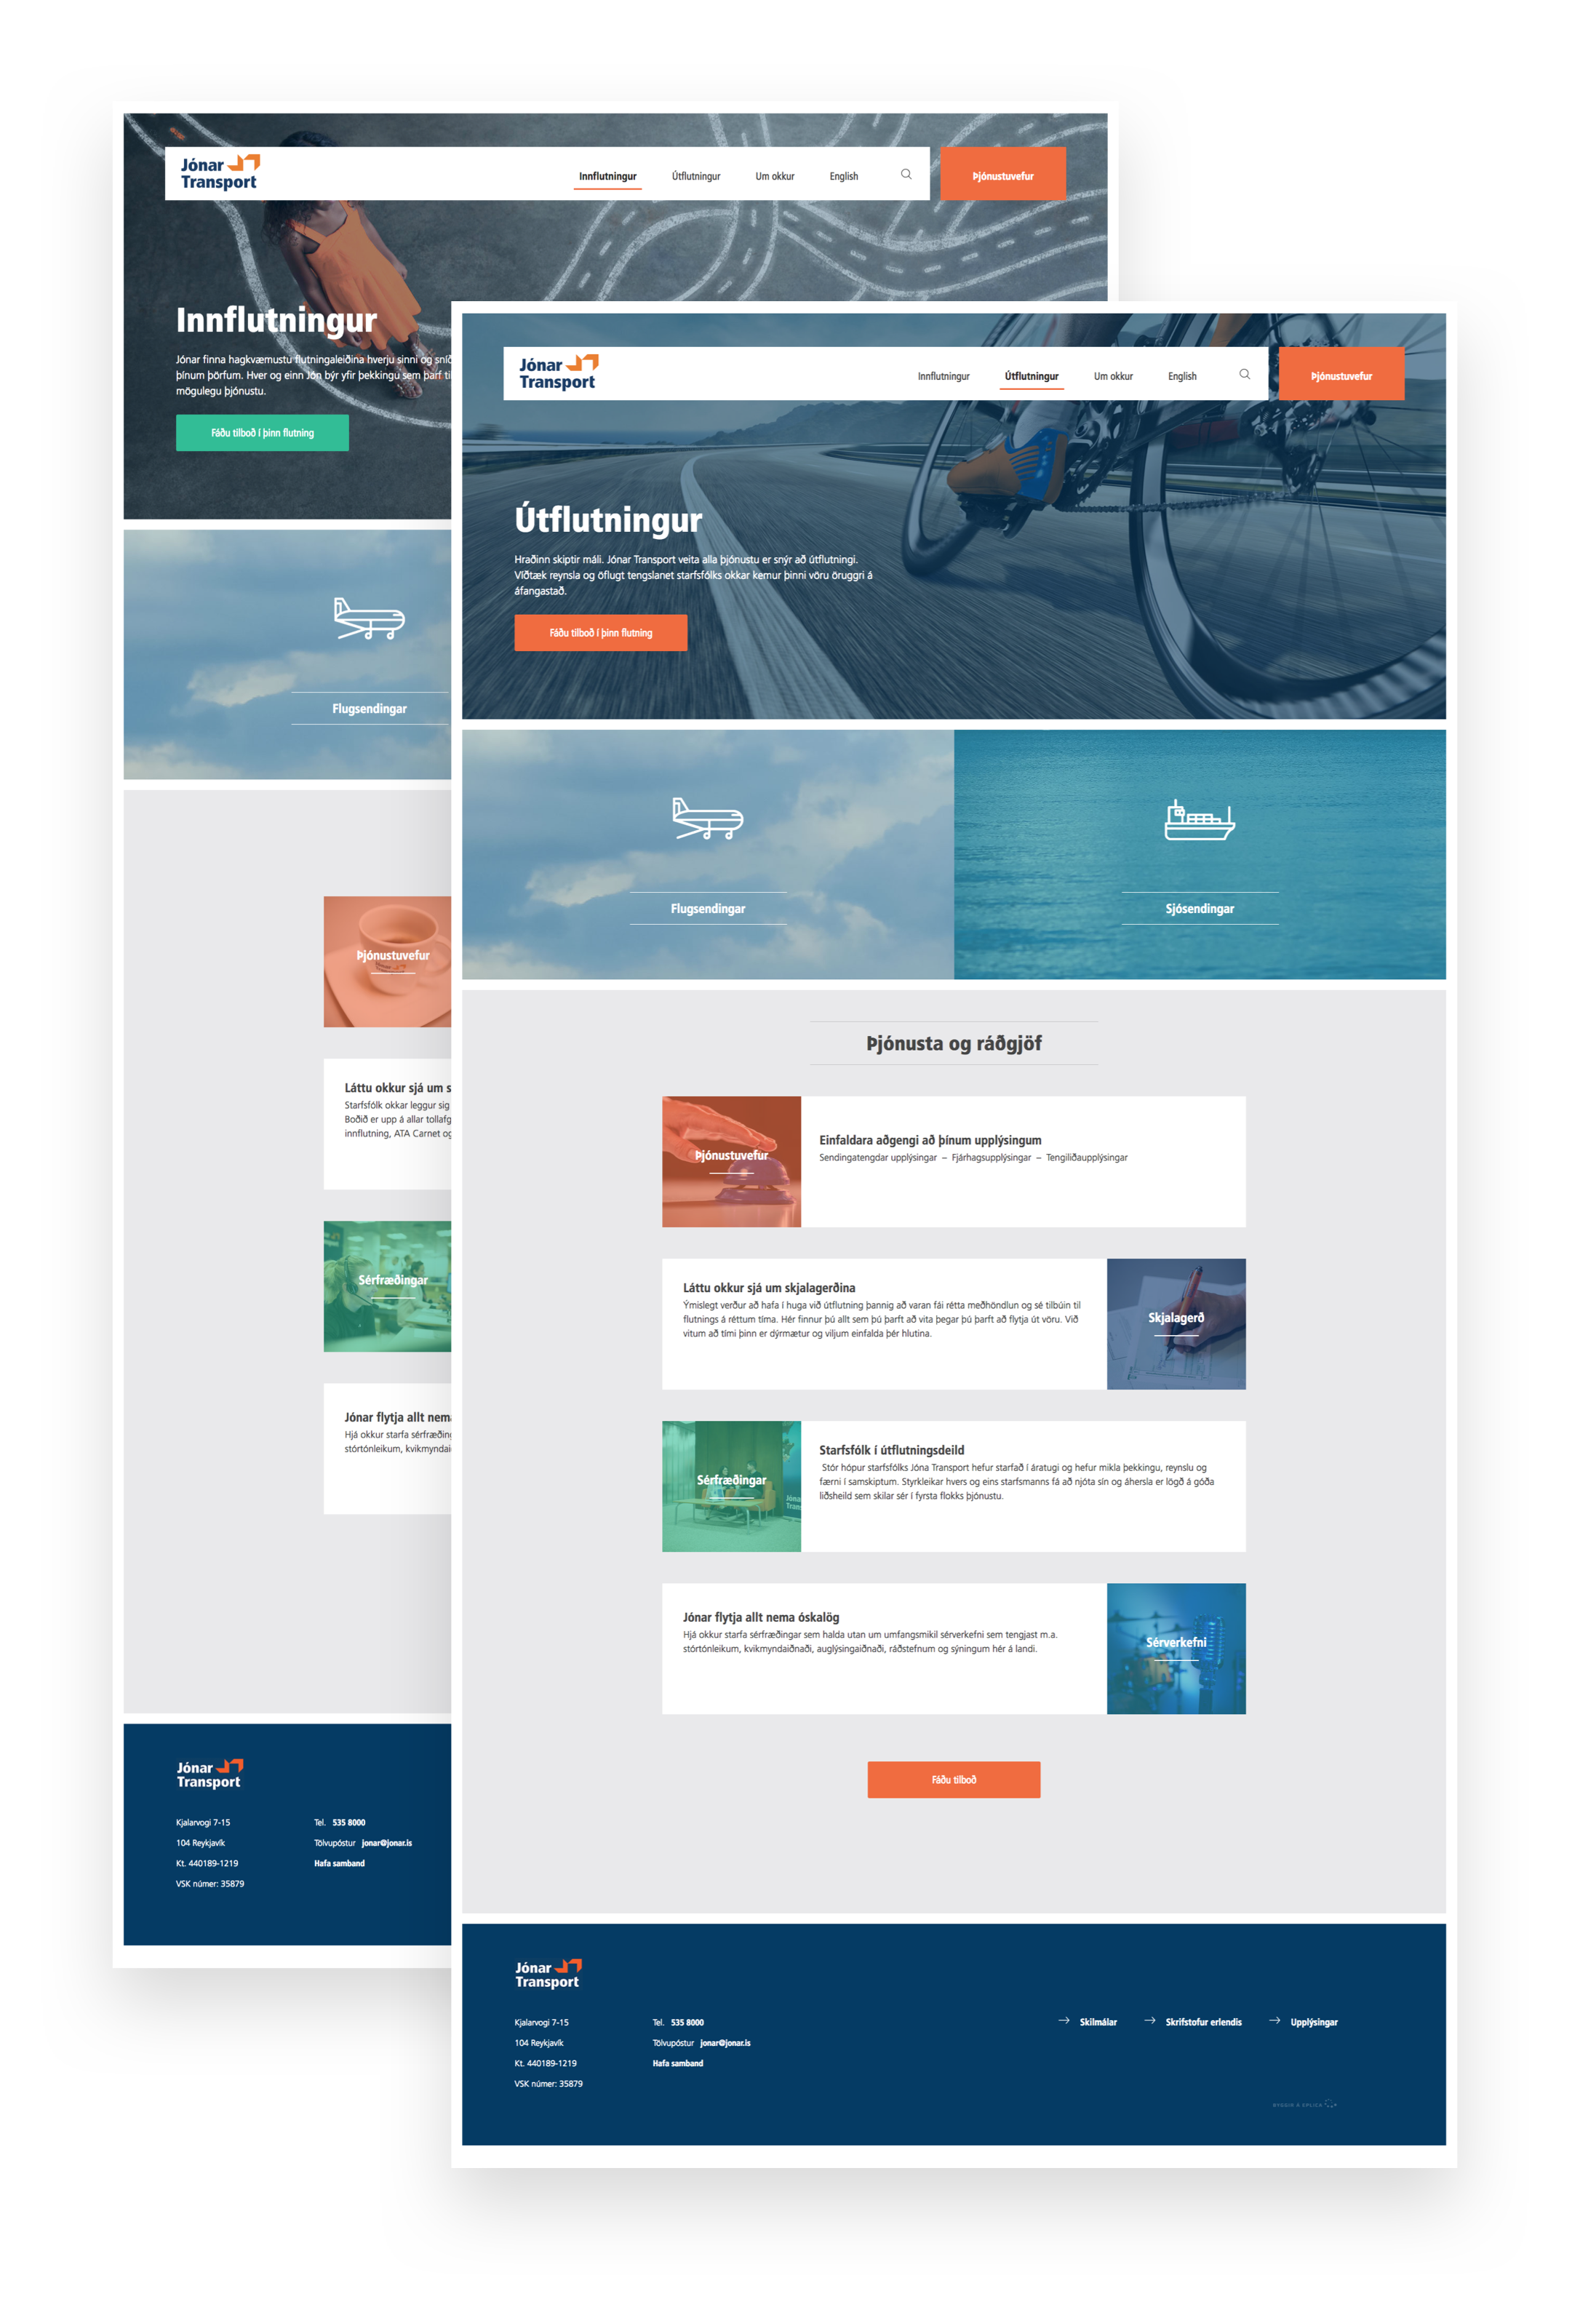 Jónar
Transport
Innflutningur
Útflutningur
Um okkur
English
Þjónustuvefur
Innflutningur
Jónar finna hagkvæmustu flutningaleiðina hverju sinni og sníð
þínum þörfum. Hver og einn Jón býr yfir þekkingu sem þarf ti
mögulegu þjónustu.
Fáðu tilboð í þinn flutning
Flugsendingar
Þjónustuvefur
Láttu okkur sjá um s
Starfsfólk okkar leggur sig
Boðið er upp á allar tollafg
innflutning, ATA Carnet og
Sérfræðingar
Jónar flytja allt nema
Hjá okkur starfa sérfræðing
stórtónleikum, kvikmyndai
Jónar
Transport
Kjalarvogi 7-15
104 Reykjavík
Kt. 440189-1219
VSK númer: 35879
Tel. 535 8000
Tölvupóstur jonar@jonar.is
Hafa samband
Jónar
Transport
Innflutningur
Útflutningur
Um okkur
English
Þjónustuvefur
Útflutningur
Hraðinn skiptir máli. Jónar Transport veita alla þjónustu er snýr að útflutningi.
Víðtæk reynsla og öflugt tengslanet starfsfólks okkar kemur þinni vöru öruggri á
áfangastað.
Fáðu tilboð í þinn flutning
Flugsendingar
Sjósendingar
Þjónusta og ráðgjöf
Þjónustuvefur
Einfaldara aðgengi að þínum upplýsingum
Sendingatengdar upplýsingar – Fjárhagsupplýsingar – Tengiliðaupplýsingar
Láttu okkur sjá um skjalagerðina
Ýmislegt verður að hafa í huga við útflutning þannig að varan fái rétta meðhöndlun og sé tilbúin til
flutnings á réttum tíma. Hér finnur þú allt sem þú þarft að vita þegar þú þarft að flytja út vöru. Við
vitum að tími þinn er dýrmætur og viljum einfalda þér hlutina.
Skjalagerð
Sérfræðingar
Starfsfólk í útflutningsdeild
Stór hópur starfsfólks Jóna Transport hefur starfað í áratugi og hefur mikla þekkingu, reynslu og
færni í samskiptum. Styrkleikar hvers og eins starfsmanns fá að njóta sín og áhersla er lögð á góða
liðsheild sem skilar sér í fyrsta flokks þjónustu.
Jónar flytja allt nema óskalög
Hjá okkur starfa sérfræðingar sem halda utan um umfangsmikil sérverkefni sem tengjast m.a.
stórtónleikum, kvikmyndaiðnaði, auglýsingaiðnaði, ráðstefnum og sýningum hér á landi.
Sérverkefni
Fáðu tilboð
Jónar
Transport
Kjalarvogi 7-15
104 Reykjavík
Kt. 440189-1219
VSK númer: 35879
Tel. 535 8000
Tölvupóstur jonar@jonar.is
Hafa samband
Skilmálar
Skrifstofur erlendis
Upplýsingar
BYGGIR Á EPLICA